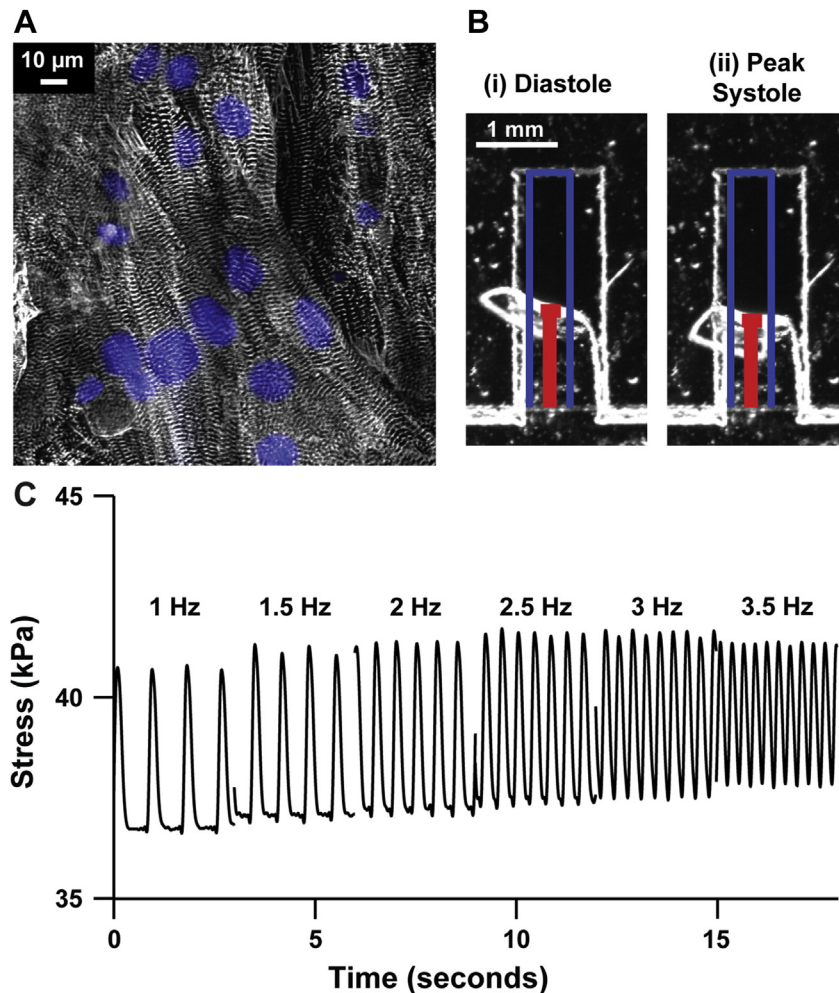 A
10 µm
B
(i) Diastole
(ii) Peak
Systole
1 mm
C
45
40
35
Stress (kPa)
1 Hz
1.5 Hz
2 Hz
2.5 Hz
3 Hz
3.5 Hz
0
5
10
15
Time (seconds)